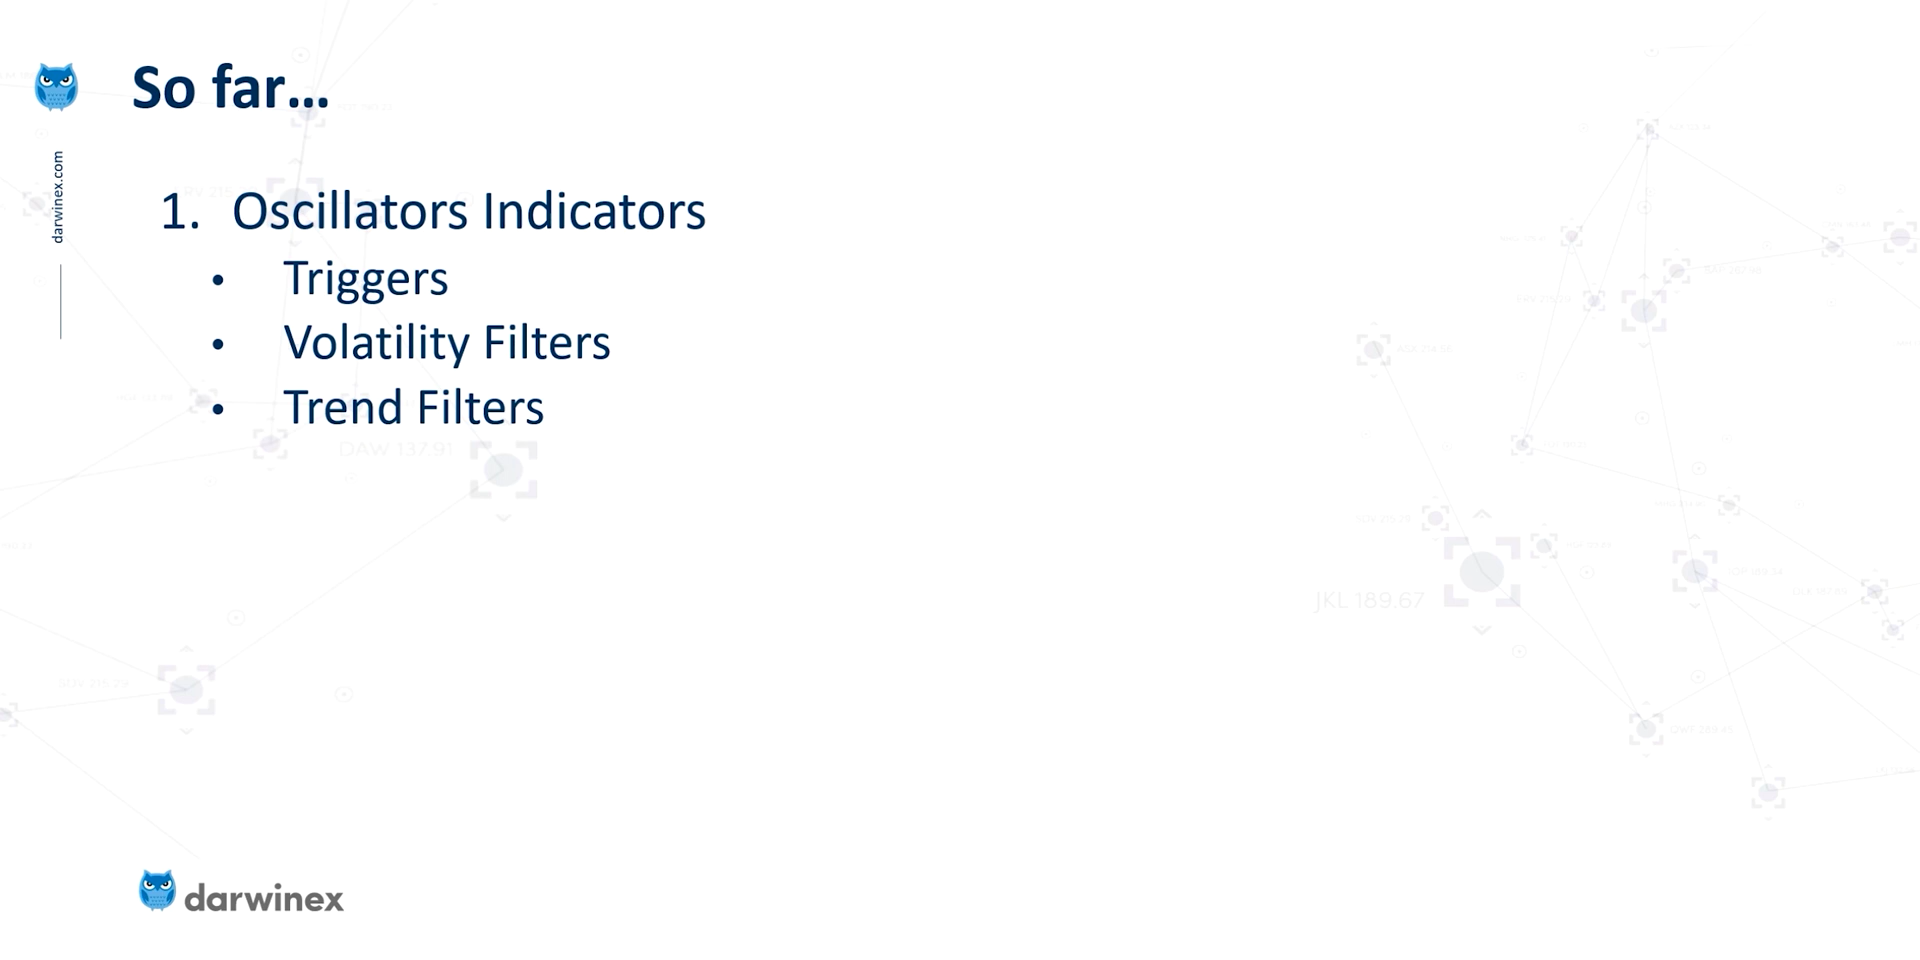 So far...
darwinex.com
1. Oscillators Indicators
• Triggers
• Volatility Filters
• Trend Filters
DAW 137.91
JKL 189.67
darwinex